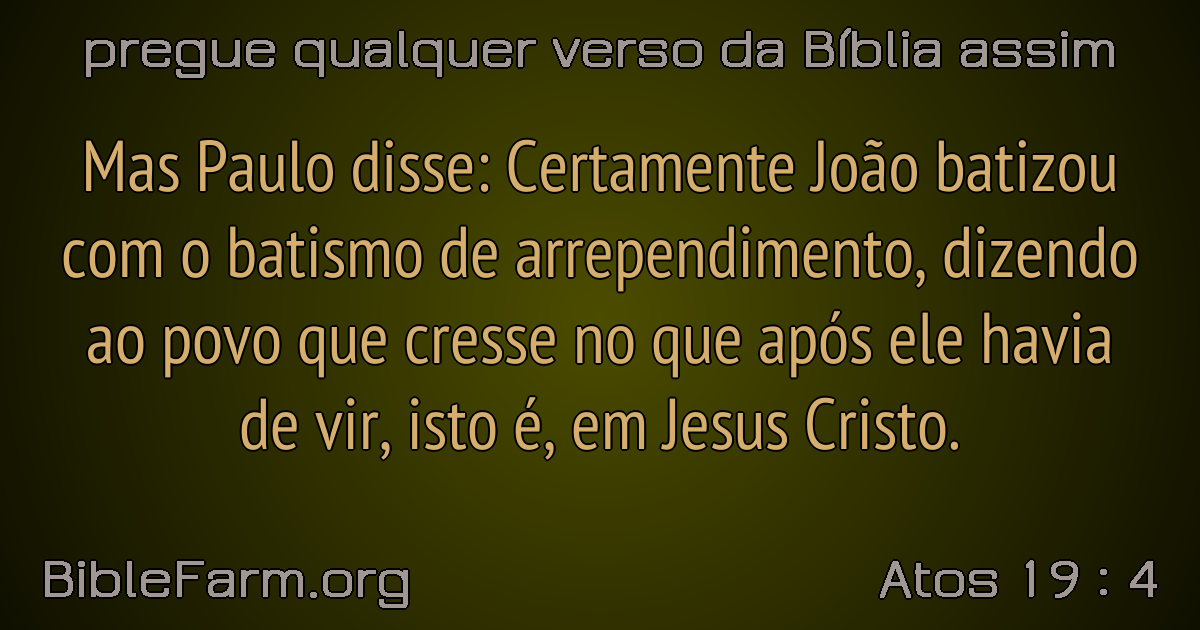 pregue qualquer verso da Bíblia assim
Mas Paulo disse: Certamente João batizou
com o batismo de arrependimento, dizendo
ao povo que cresse no que após ele havia
de vir, isto é, em Jesus Cristo.
BibleFarm.org
Atos 19 : 4